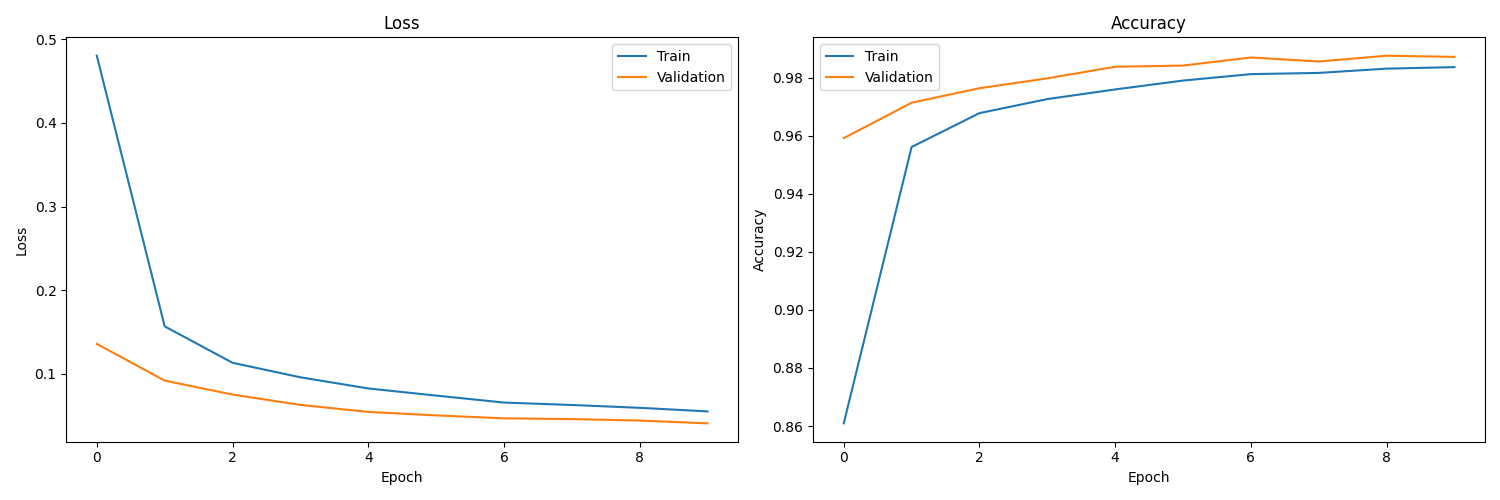 Loss
Train
Validation
0.5
0.4
0.3
0.2
0.1
Loss
0 2 4 6 8
Epoch
Accuracy
Train
Validation
0.98
0.96
0.94
0.92
0.90
0.88
0.86
Accuracy
0 2 4 6 8
Epoch